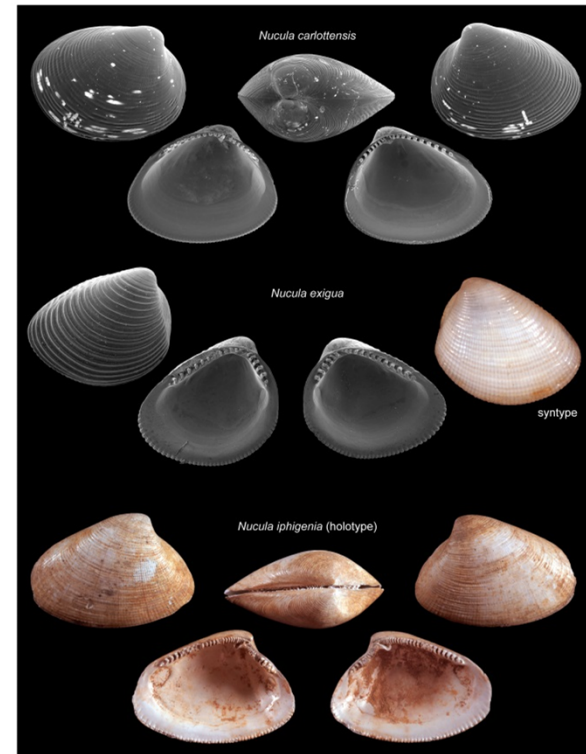 Nucula carlottensis
Nucula exigua
syntype
Nucula iphigenia (holotype)